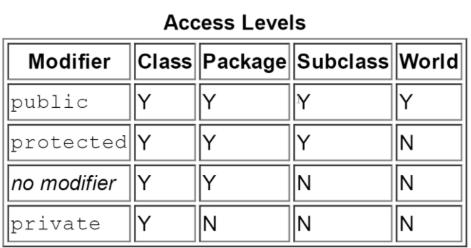 Access Levels
Modifier Class Package Subclass World
public Y Y Y Y
protected Y Y Y N
no modifier Y Y N N
private Y N N N